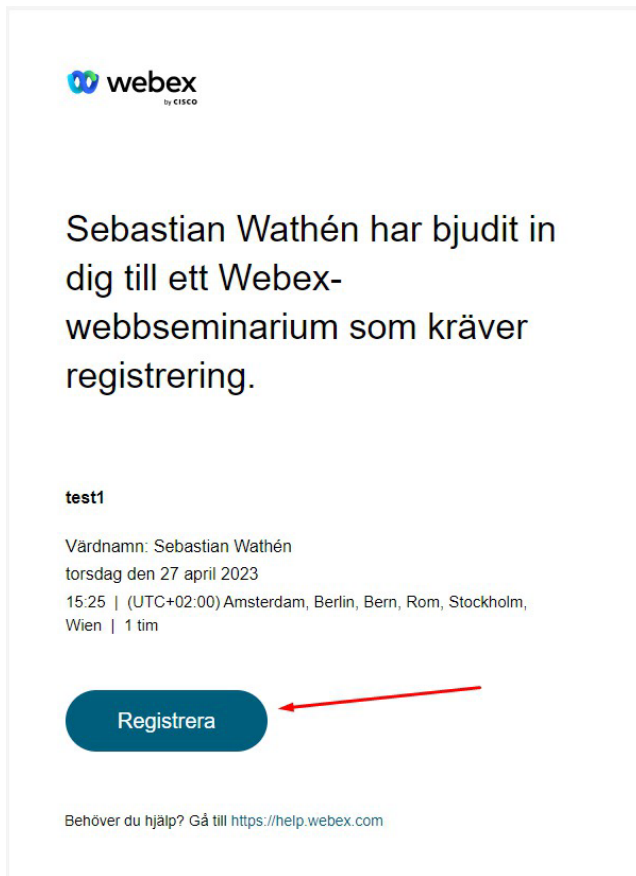 webex
by CISCO
Sebastian Wathén har bjudit in
dig till ett Webex-
webbseminarium som kräver
registrering.
test1
Värdnamn: Sebastian Wathén
torsdag den 27 april 2023
15:25 | (UTC+02:00) Amsterdam, Berlin, Bern, Rom, Stockholm,
Wien | 1 tim
Registrera
Behöver du hjälp? Gå till https://help.webex.com